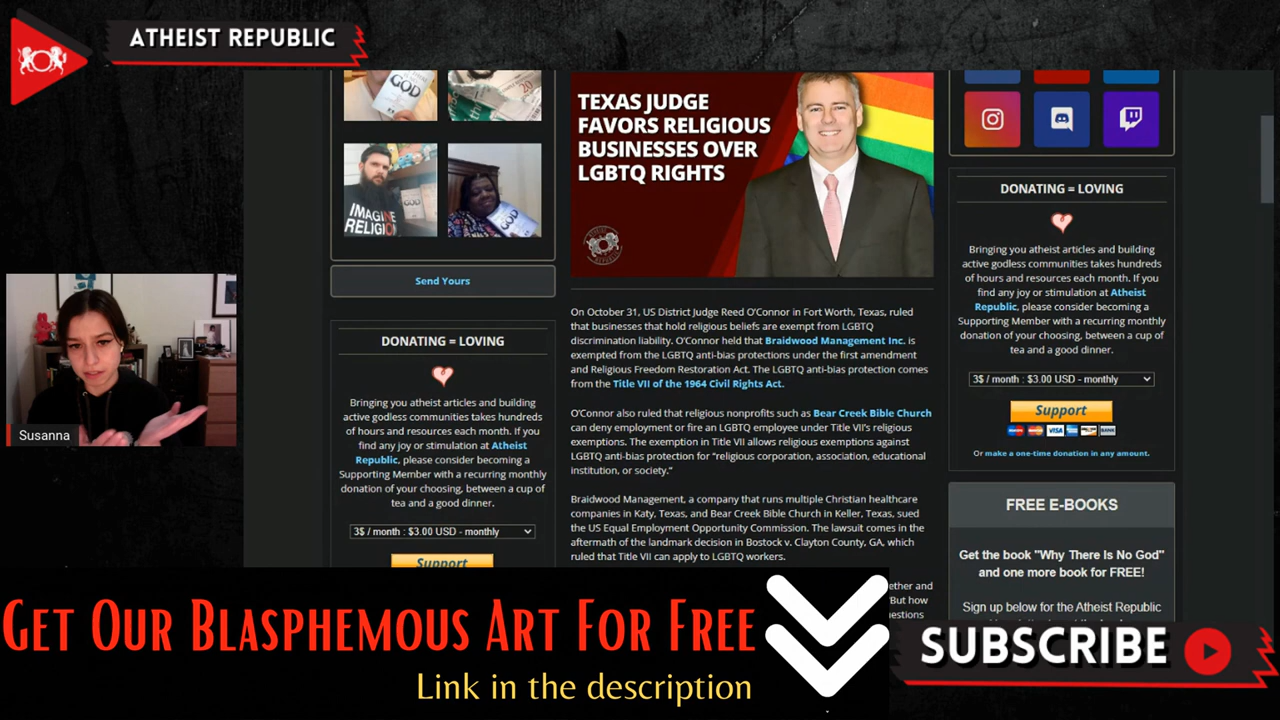 ATHEIST REPUBLIC
GOD
GOD
20
IMAGINE
RELIGIO
GOD
Send Yours
DONATING = LOVING
Bringing you atheist articles and building
active godless communities takes hundreds
of hours and resources each month. If you
find any joy or stimulation at Atheist
Republic, please consider becoming a
Supporting Member with a recurring monthly
donation of your choosing, between a cup of
tea and a good dinner.
3$ / month : $3.00 USD - monthly
Support
TEXAS JUDGE
FAVORS RELIGIOUS
BUSINESSES OVER
LGBTQ RIGHTS
On October 31, US District Judge Reed O'Connor in Fort Worth, Texas, ruled
that businesses that hold religious beliefs are exempt from LGBTQ
discrimination liability. O'Connor held that Braidwood Management Inc. is
exempted from the LGBTQ anti-bias protections under the first amendment
and Religious Freedom Restoration Act. The LGBTQ anti-bias protection comes
from the Title VII of the 1964 Civil Rights Act.
O'Connor also ruled that religious nonprofits such as Bear Creek Bible Church
can deny employment or fire an LGBTQ employee under Title VII's religious
exemptions. The exemption in Title VII allows religious exemptions against
LGBTQ anti-bias protection for "religious corporation, association, educational
institution, or society."
Braidwood Management, a company that runs multiple Christian healthcare
companies in Katy, Texas, and Bear Creek Bible Church in Keller, Texas, sued
the US Equal Employment Opportunity Commission. The lawsuit comes in the
aftermath of the landmark decision in Bostock v. Clayton County, GA, which
ruled that Title VII can apply to LGBTQ workers.
DONATING = LOVING
Bringing you atheist articles and building
active godless communities takes hundreds
of hours and resources each month. If you
find any joy or stimulation at Atheist
Republic, please consider becoming a
Supporting Member with a recurring monthly
donation of your choosing, between a cup of
tea and a good dinner.
3$ / month : $3.00 USD - monthly
Support
VISA
BANK
Or make a one-time donation in any amount.
FREE E-BOOKS
Get the book "Why There Is No God"
and one more book for FREE!
Sign up below for the Atheist Republic
Susanna
GET OUR BLASPHEMOUS ART FOR FREE
Link in the description
SUBSCRIBE